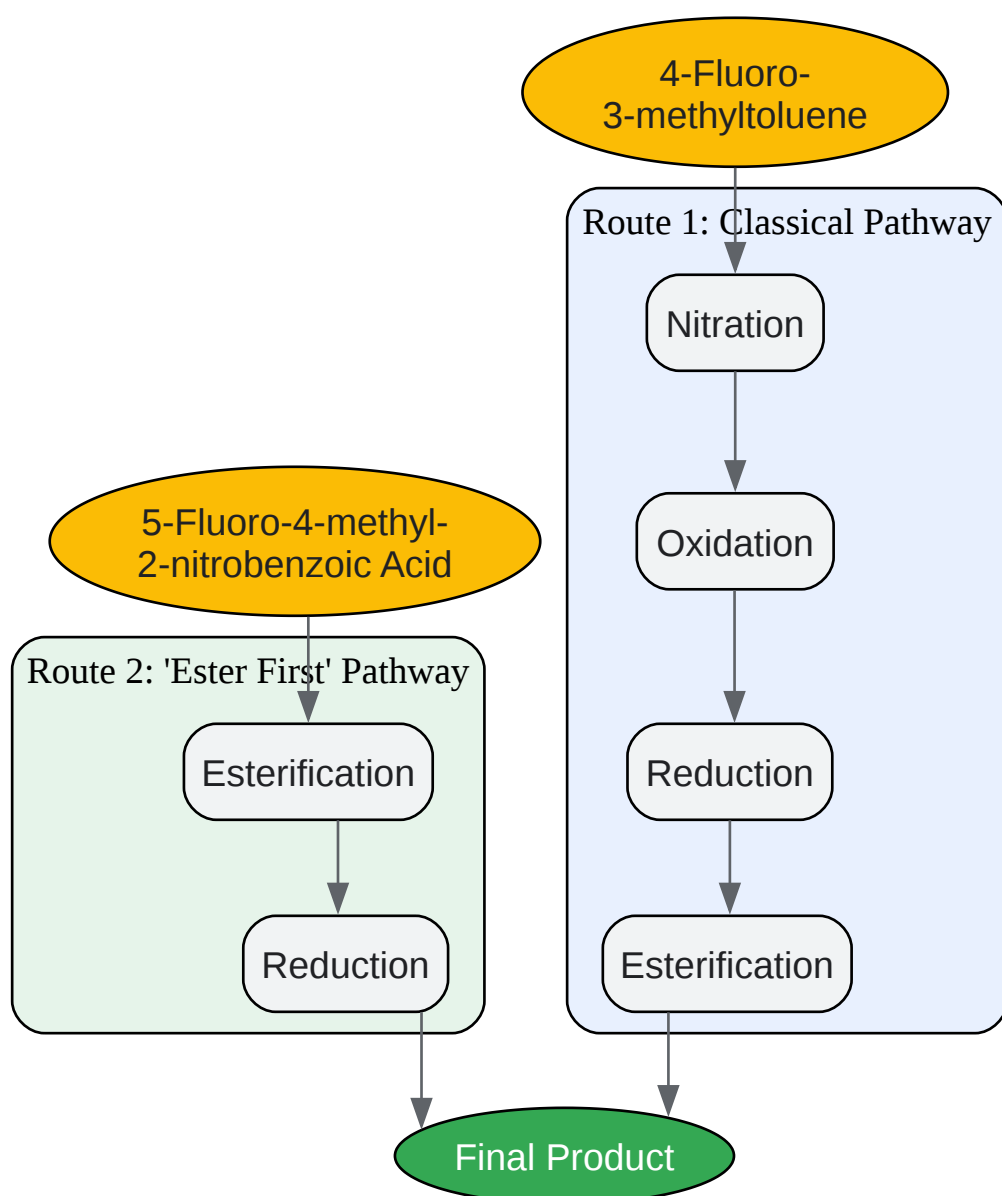 4-Fluoro-
3-methyltoluene
Route 1: Classical Pathway
Nitration
Oxidation
Reduction
Esterification
5-Fluoro-4-methyl-
2-nitrobenzoic Acid
Route 2: 'Ester First' Pathway
Esterification
Reduction
Final Product